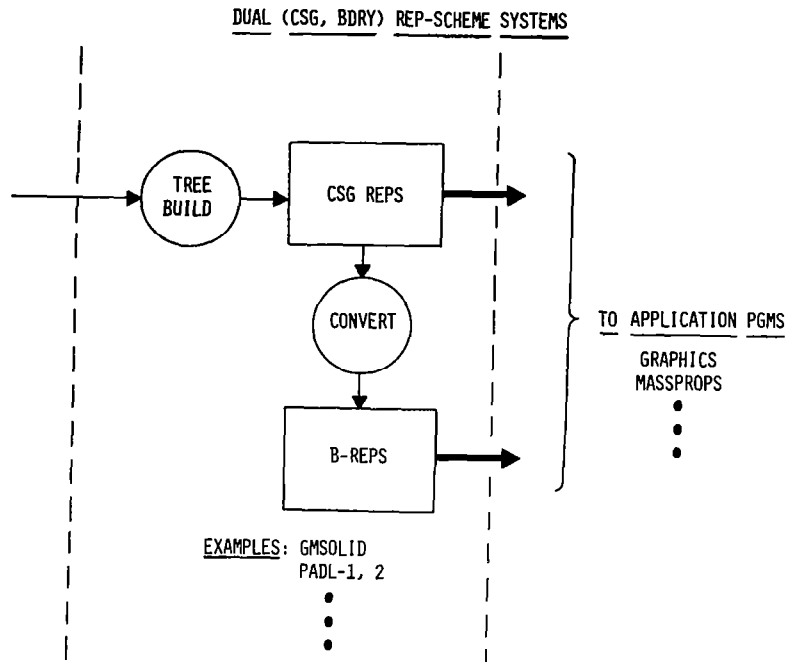 DUAL (CSG, BDRY) REP-SCHEME SYSTEMS
TREE
BUILD
CSG REPS
CONVERT
B-REPS
TO APPLICATION PGMS
GRAPHICS
MASSPROPS
EXAMPLES: GMSOLID
PADL-1, 2